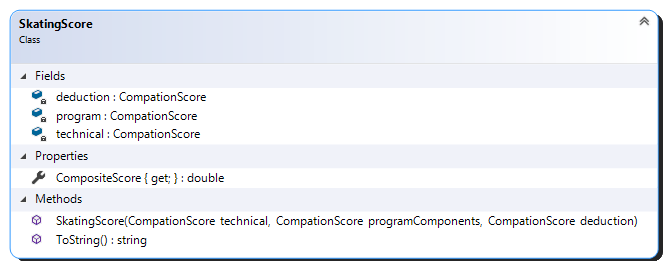 SkatingScore
Class
Fields
deduction : CompationScore
program : CompationScore
technical : CompationScore
Properties
CompositeScore { get; } : double
Methods
SkatingScore(CompationScore technical, CompationScore programComponents, CompationScore deduction)
ToString() : string